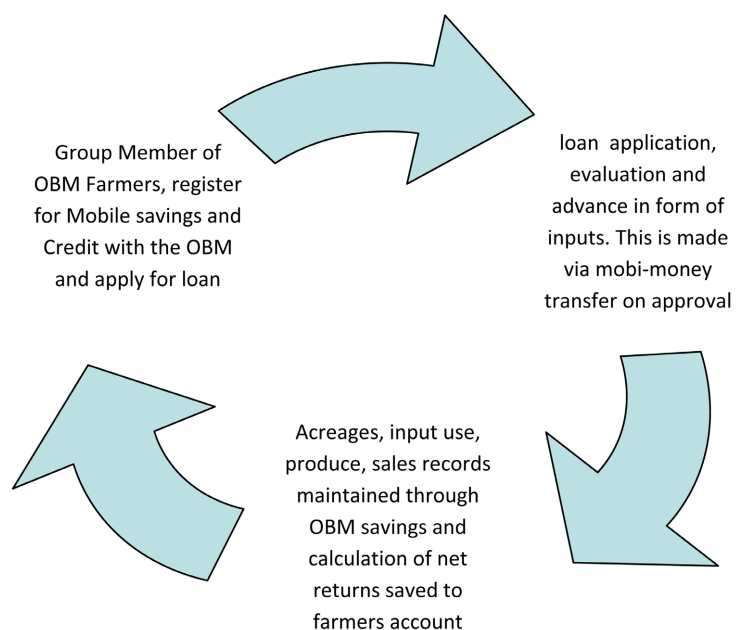 Group Member of
OBM Farmers, register
for Mobile savings and
Credit with the OBM
and apply for loan
loan  application,
evaluation and
advance in form of
inputs. This is made
via mobi-money
transfer on approval
Acreages, input use,
produce, sales records
maintained through
OBM savings and
calculation of net
returns saved to
farmers account